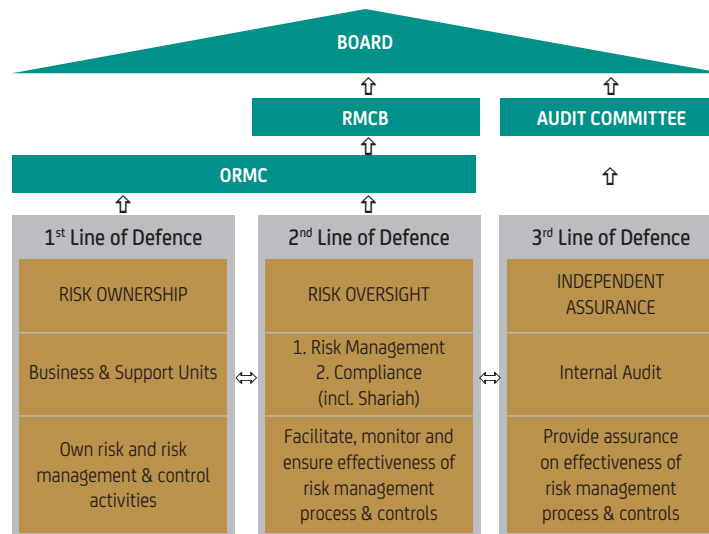 BOARD
RMCB
AUDIT COMMITTEE
ORMC
1st Line of Defence
2nd Line of Defence
3rd Line of Defence
RISK OWNERSHIP
RISK OVERSIGHT
INDEPENDENT
ASSURANCE
Business & Support Units
1. Risk Management
2. Compliance
(incl. Shariah)
Internal Audit
Own risk and risk
management & control
activities
Facilitate, monitor and
ensure effectiveness of
risk management
process & controls
Provide assurance
on effectiveness of
risk management
process & controls